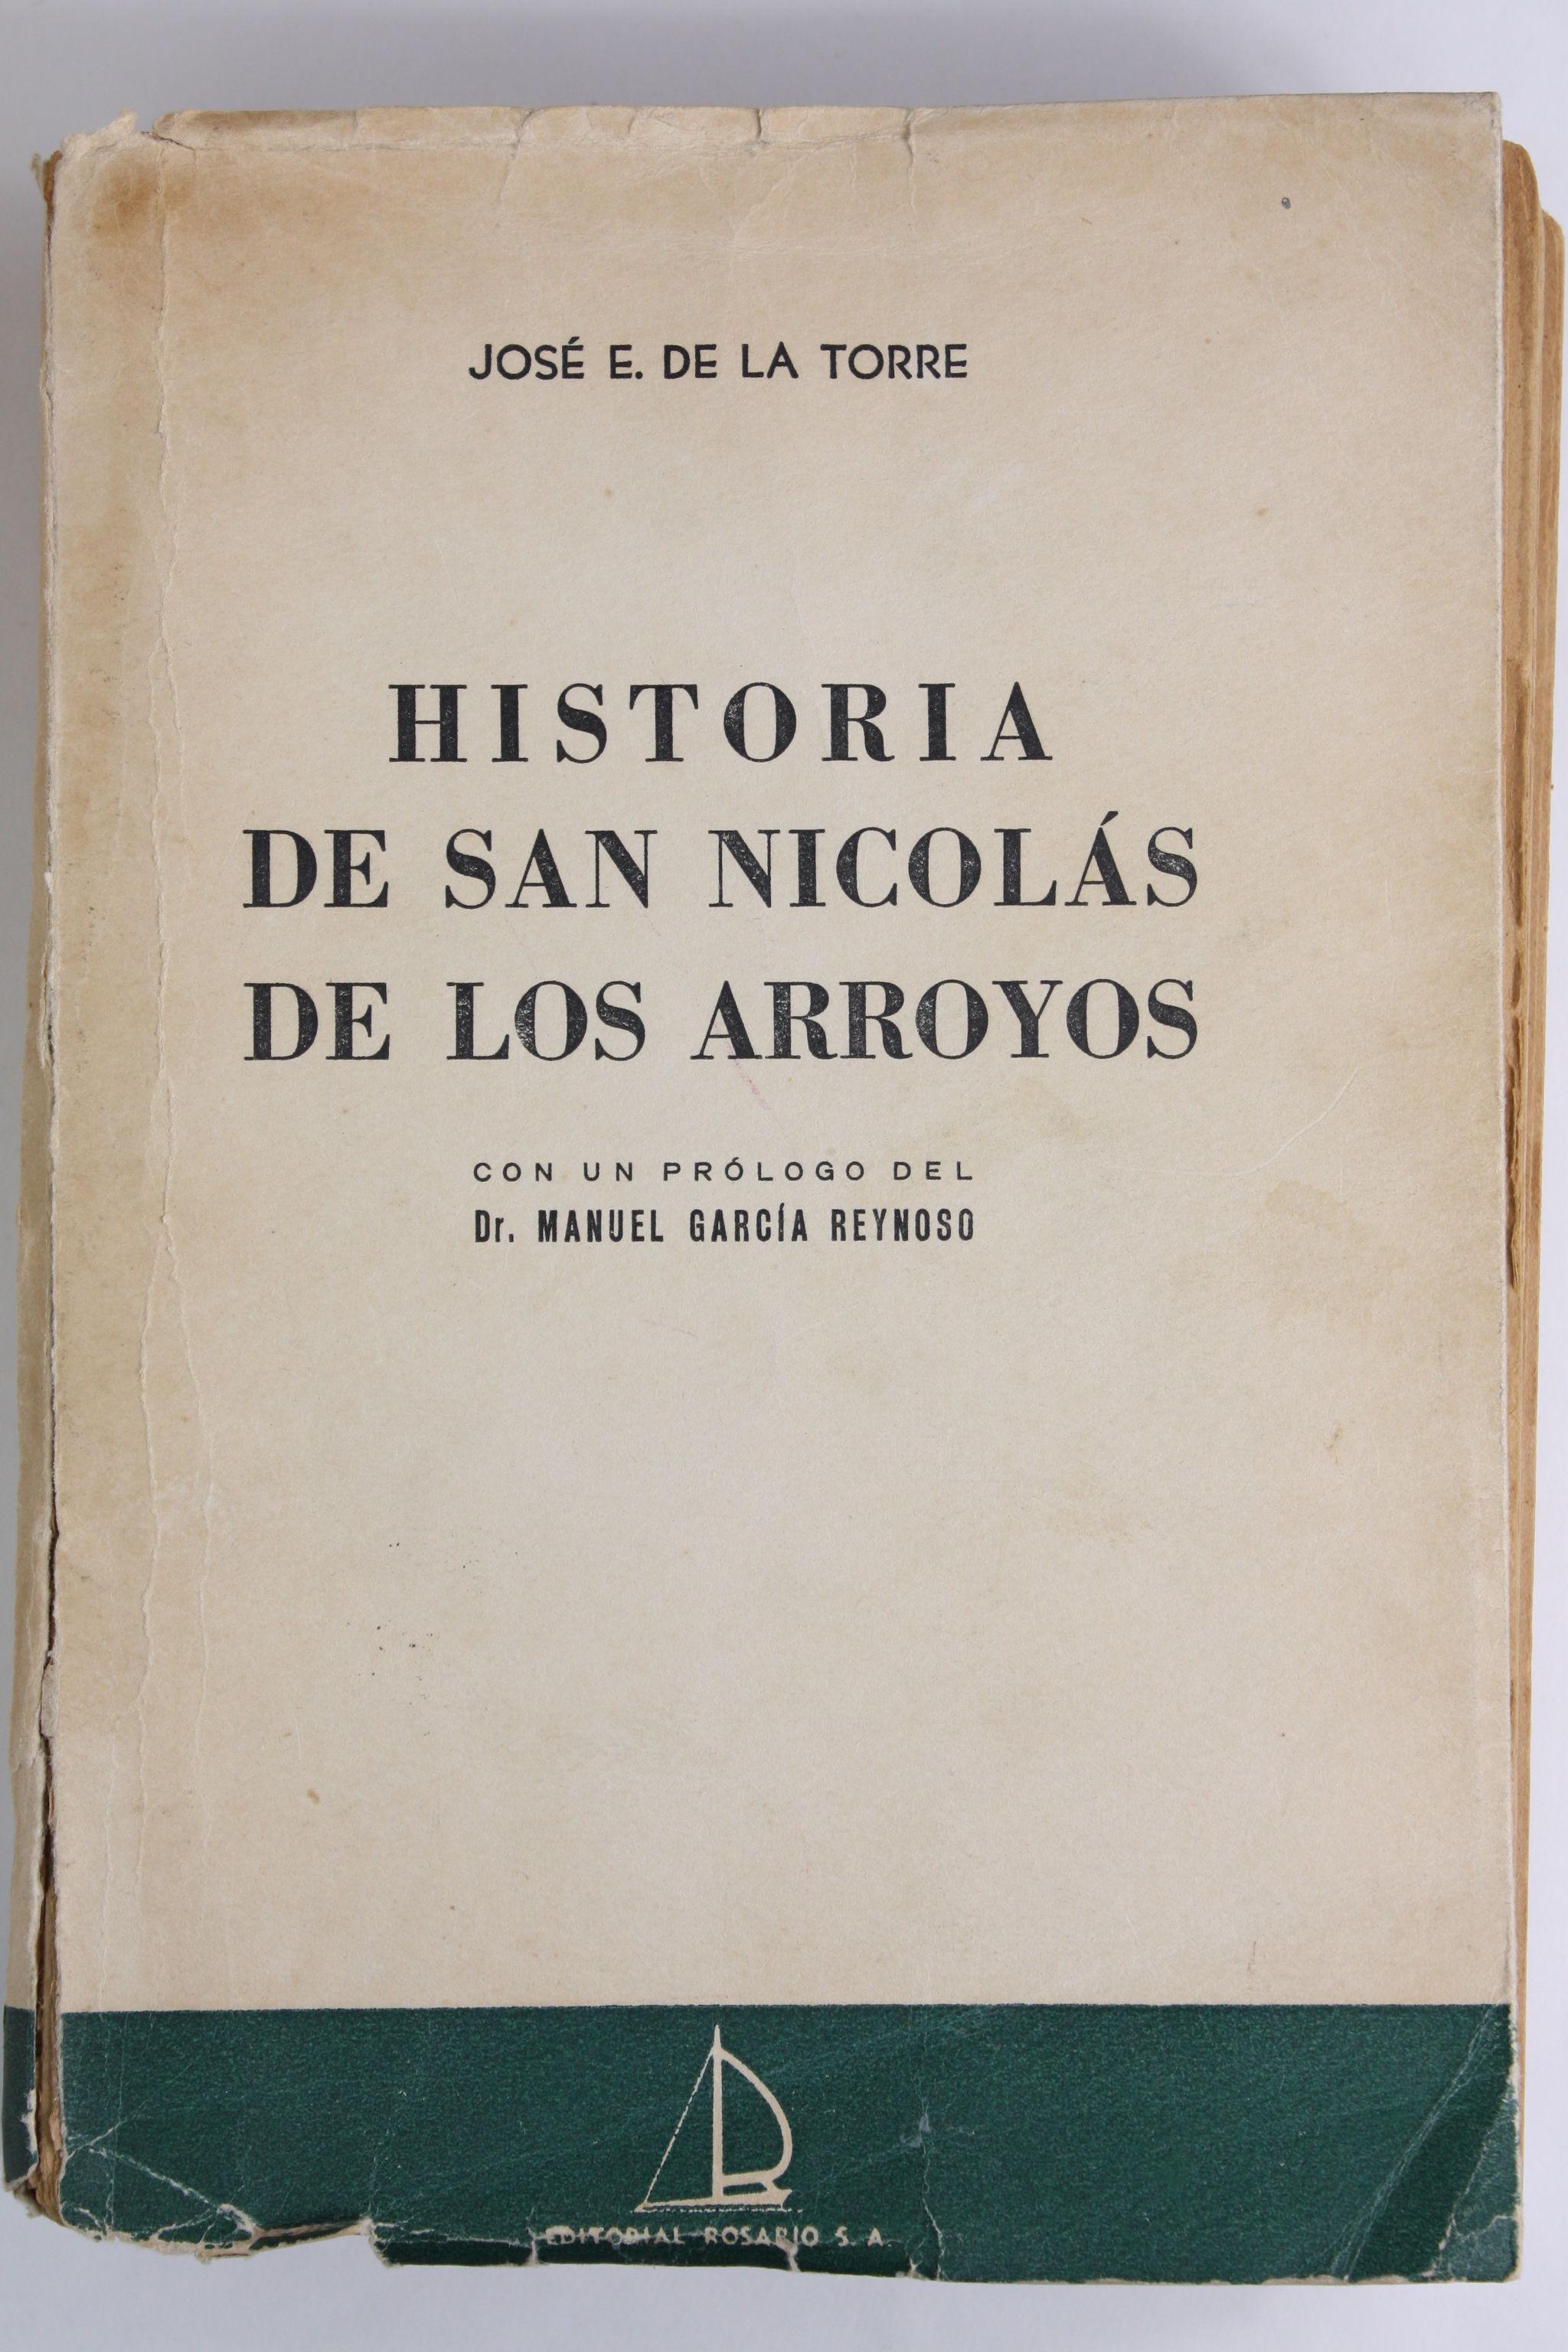 JOSÉ E. DE LA TORRE
HISTORIA
DE SAN NICOLÁS
DE LOS ARROYOS
CON UN PRÓLOGO DEL
Dr. MANUEL GARCÍA REYNOSO
EDITORIAL ROSARIO S. A.